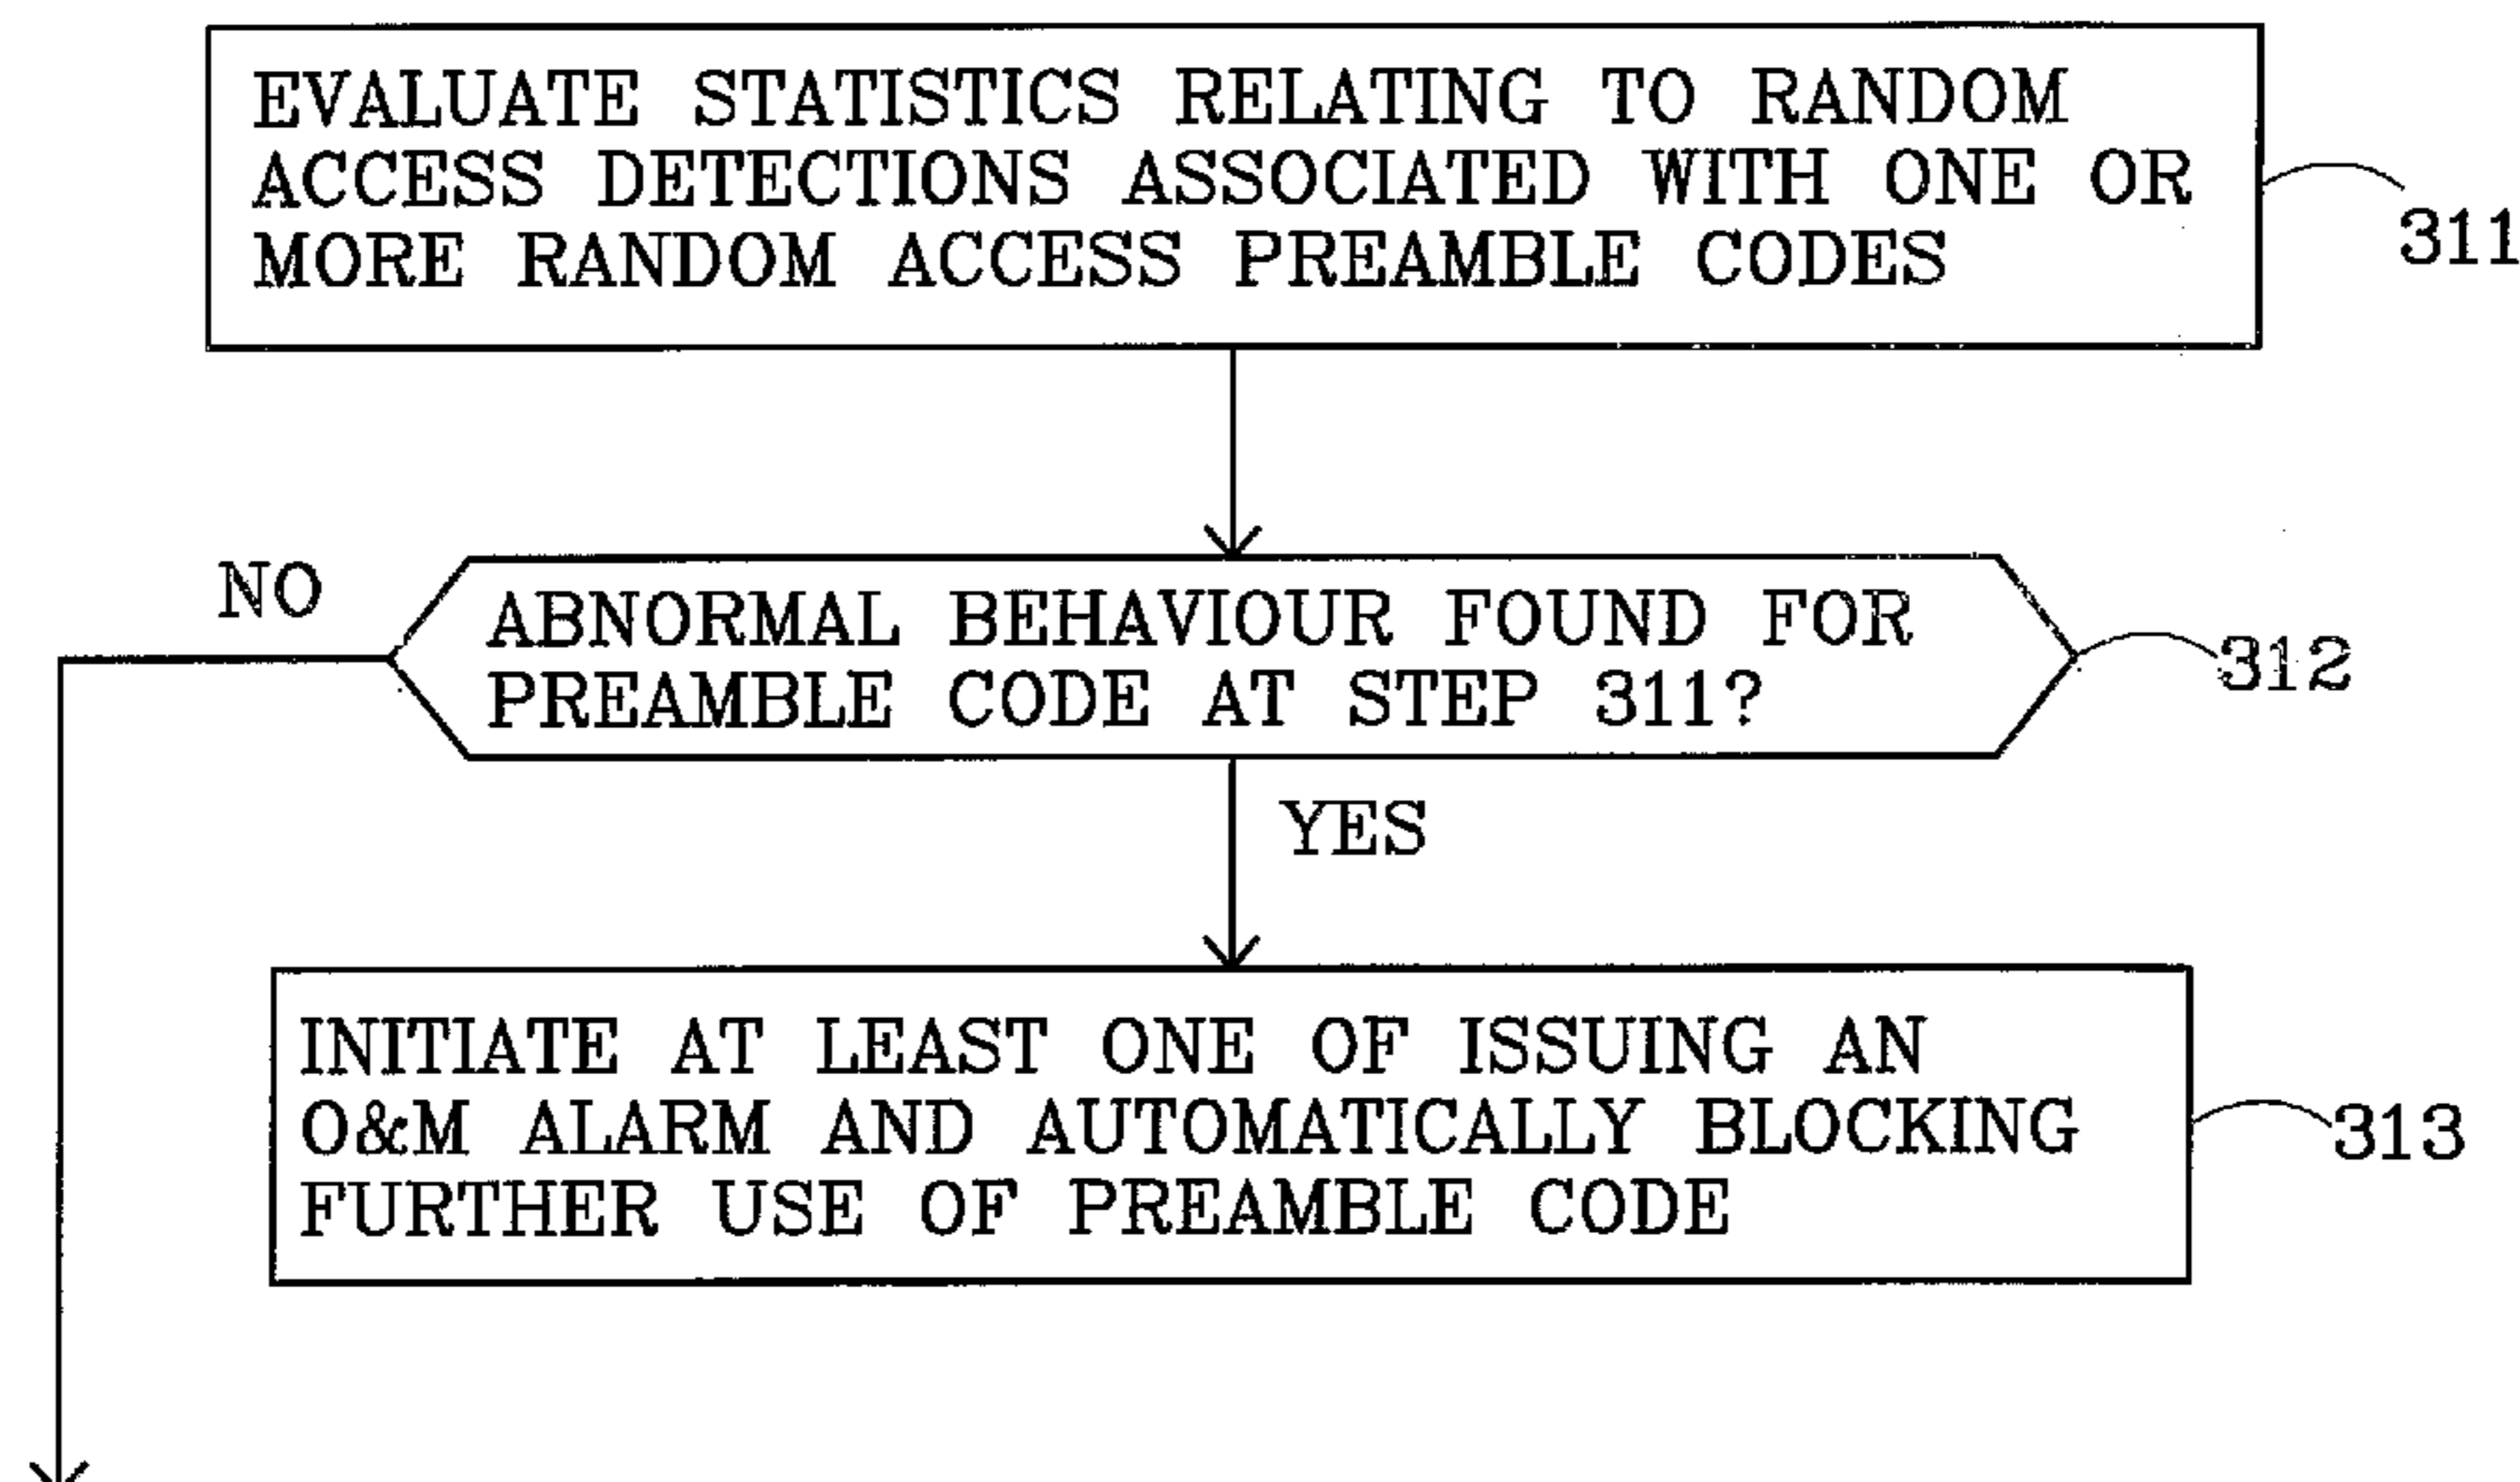 EVALUATE STATISTICS RELATING TO RANDOM
ACCESS DETECTIONS ASSOCIATED WITH ONE OR
MORE RANDOM ACCESS PREAMBLE CODES
311
NO
ABNORMAL BEHAVIOUR FOUND FOR
PREAMBLE CODE AT STEP 311?
312
YES
INITIATE AT LEAST ONE OF ISSUING AN
O&M ALARM AND AUTOMATICALLY BLOCKING
FURTHER USE OF PREAMBLE CODE
313